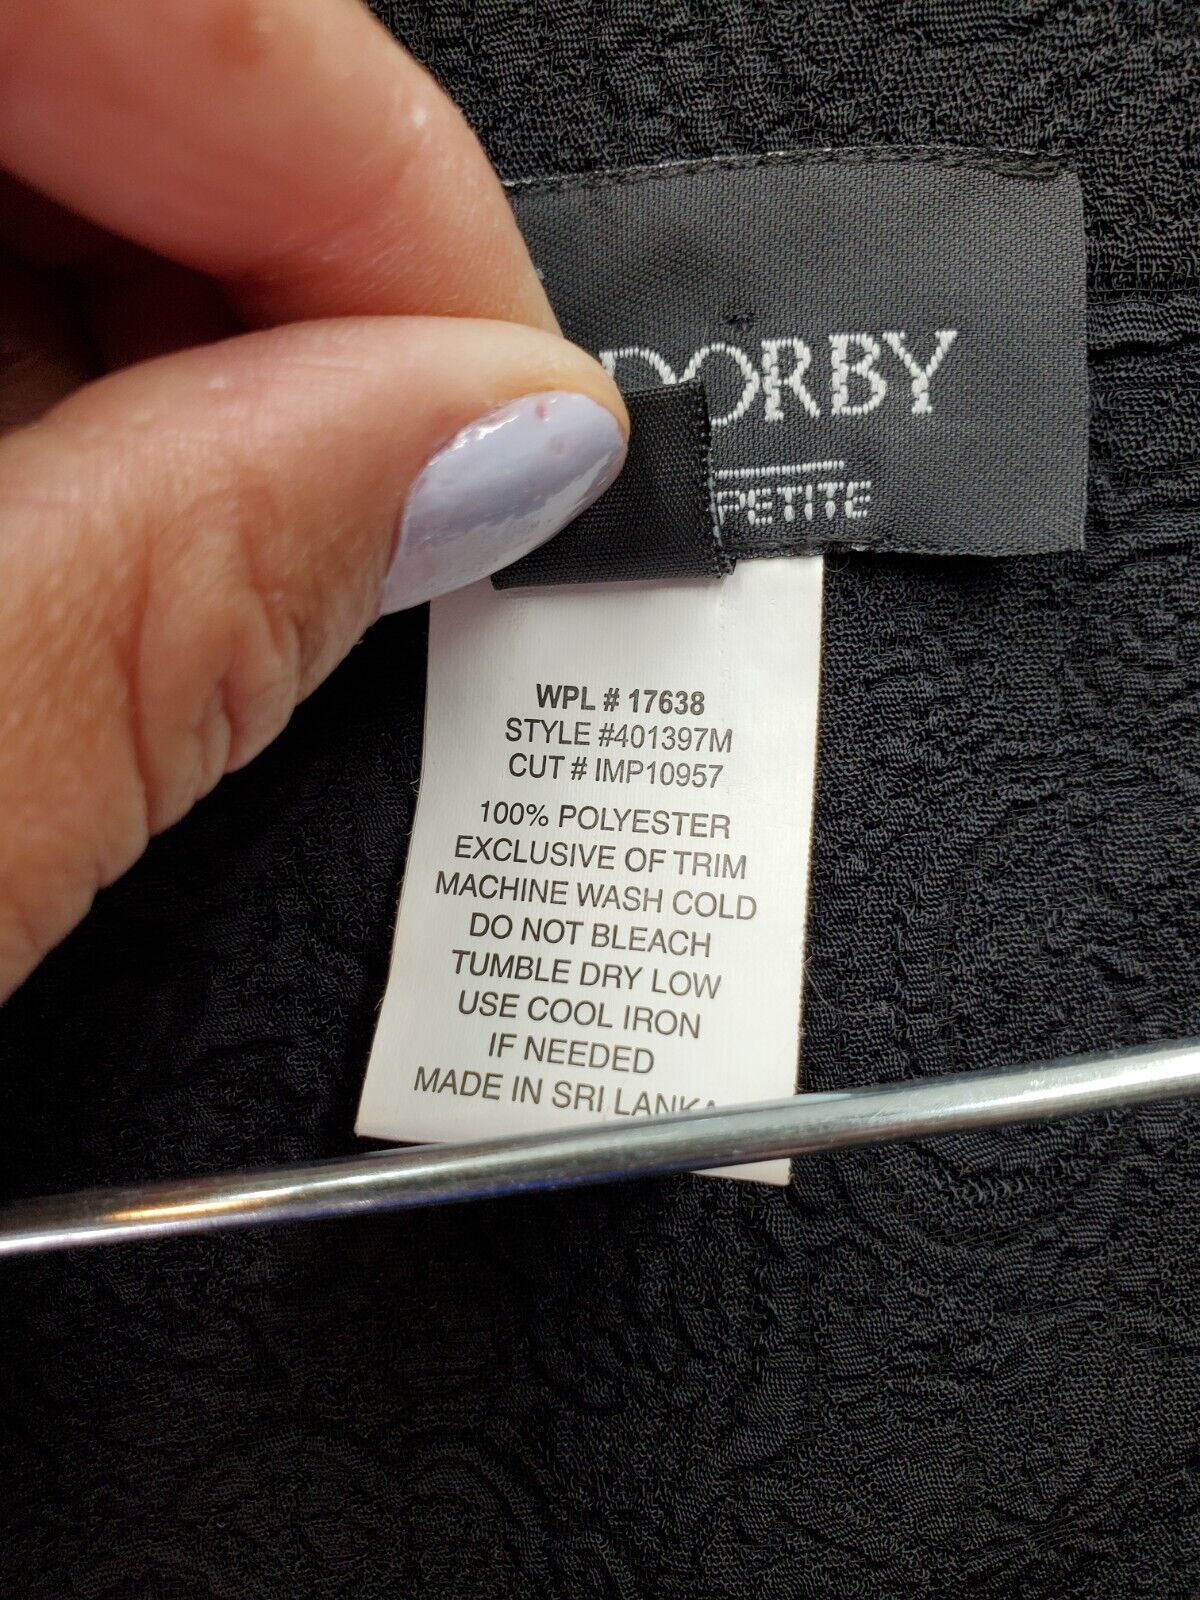 DORBY
PETITE
WPL # 17638
STYLE #401397M
CUT # IMP10957
100% POLYESTER
EXCLUSIVE OF TRIM
MACHINE WASH COLD
DO NOT BLEACH
TUMBLE DRY LOW
USE COOL IRON
IF NEEDED
MADE IN SRI LANKA